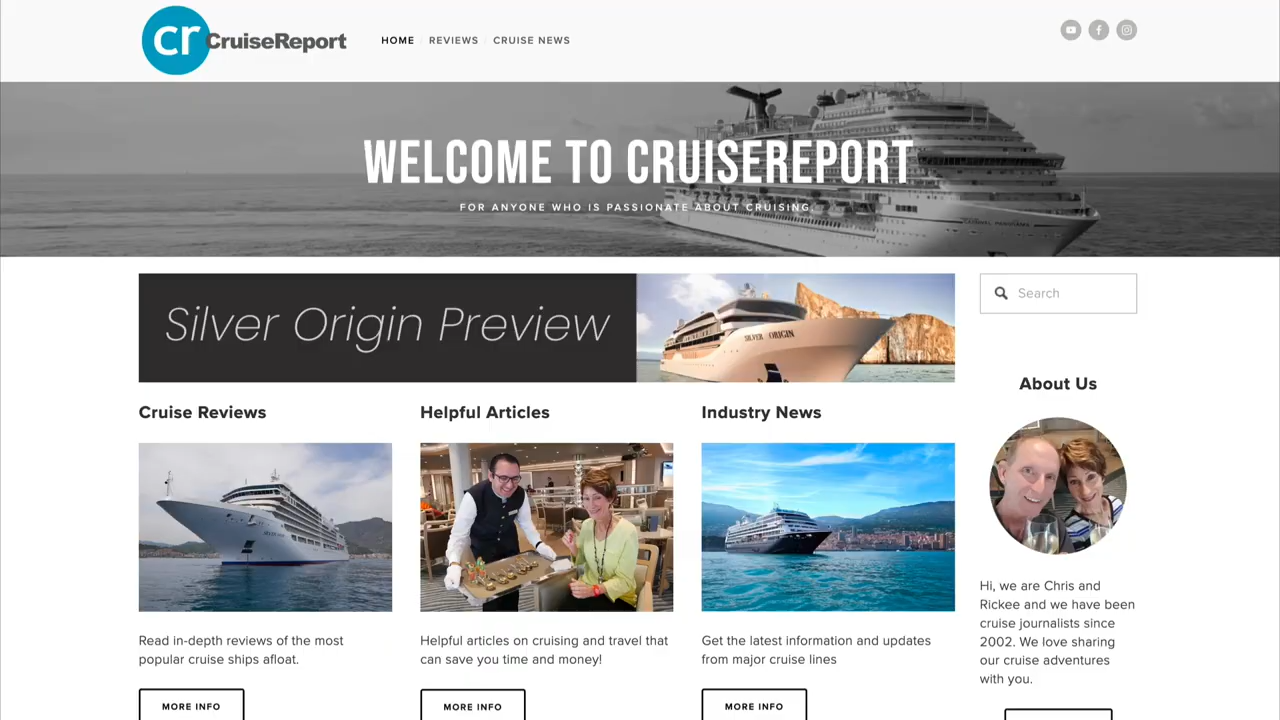 cr CruiseReport
HOME / REVIEWS / CRUISE NEWS
WELCOME TO CRUISEREPORT
FOR ANYONE WHO IS PASSIONATE ABOUT CRUISING.
Silver Origin Preview
SILVER ORIGIN
Search
About Us
Cruise Reviews
Helpful Articles
Industry News
Read in-depth reviews of the most
popular cruise ships afloat.
Helpful articles on cruising and travel that
can save you time and money!
Get the latest information and updates
from major cruise lines
Hi, we are Chris and
Rickee and we have been
cruise journalists since
2002. We love sharing
our cruise adventures
with you.
MORE INFO
MORE INFO
MORE INFO